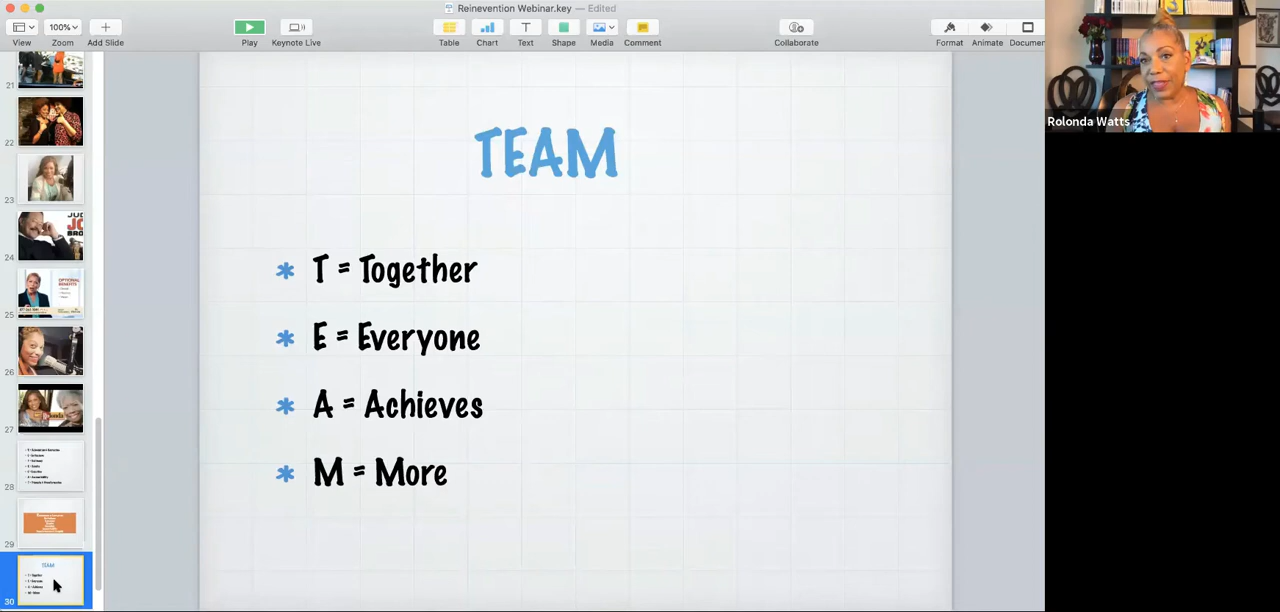 Reinevention Webinar.key — Edited
100%
View
Zoom
Add Slide
Play
Keynote Live
Table
Chart
Text
Shape
Media
Comment
Collaborate
Format
Animate
Documen
Rolonda Watts
TEAM
* T = Together
* E = Everyone
* A = Achieves
* M = More
21
22
23
24
25
26
27
28
29
30
TEAM